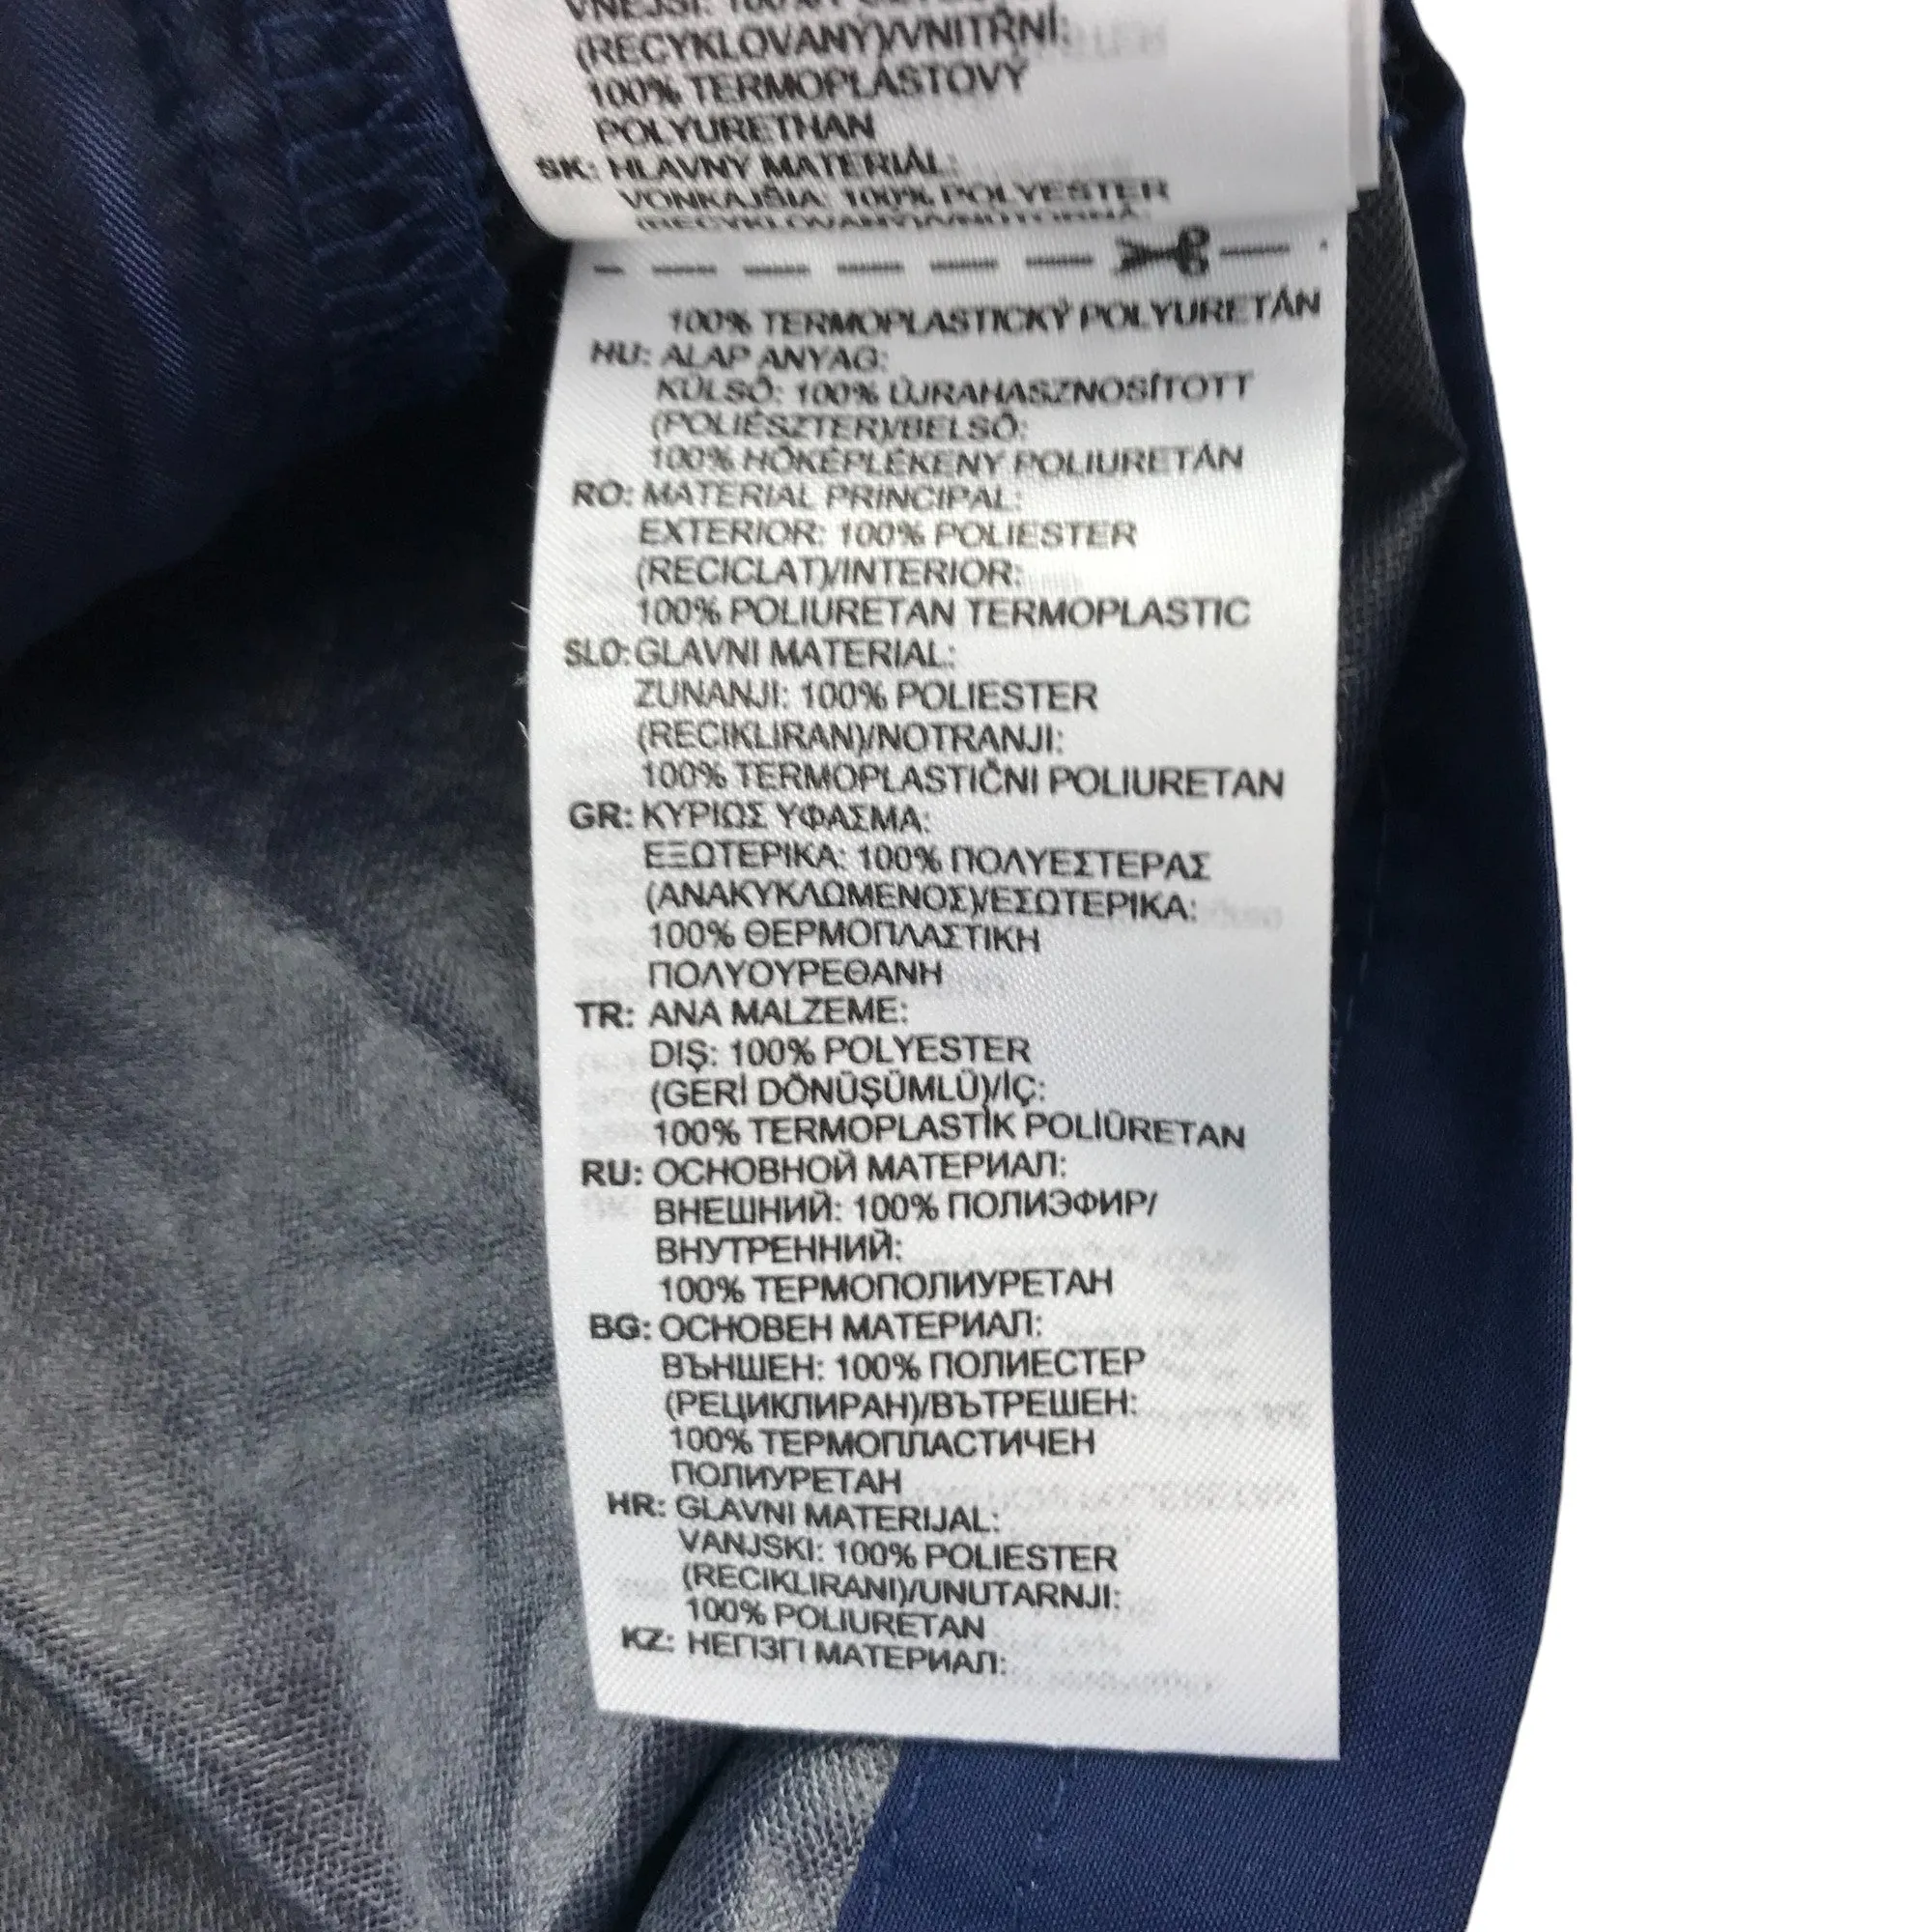 (RECYKLOVANÝ)/VNITŘNÍ:
100% TERMOPLASTOVÝ
POLYURETHAN
SK: HLAVNÝ MATERIÁL:
VONKAJŠIA: 100% POLYESTER
(RECYKLOVANÝ)/VNÚTORNÁ:
100% TERMOPLASTICKÝ POLYURETÁN
HU: ALAP ANYAG:
KÜLSŐ: 100% ÚJRAHASZNOSÍTOTT
(POLIÉSZTER)/BELSŐ:
100% HŐKÉPLÉKENY POLIURETÁN
RO: MATERIAL PRINCIPAL:
EXTERIOR: 100% POLIESTER
(RECICLAT)/INTERIOR:
100% POLIURETAN TERMOPLASTIC
SLO: GLAVNI MATERIAL:
ZUNANJI: 100% POLIESTER
(RECIKLIRAN)/NOTRANJI:
100% TERMOPLASTIČNI POLIURETAN
GR: ΚΥΡΙΩΣ ΥΦΑΣΜΑ:
ΕΞΩΤΕΡΙΚΑ: 100% ΠΟΛΥΕΣΤΕΡΑΣ
(ΑΝΑΚΥΚΛΩΜΕΝΟΣ)/ΕΣΩΤΕΡΙΚΑ:
100% ΘΕΡΜΟΠΛΑΣΤΙΚΗ
ΠΟΛΥΟΥΡΕΘΑΝΗ
TR: ANA MALZEME:
DIŞ: 100% POLYESTER
(GERİ DÖNÜŞÜMLÜ)/İÇ:
100% TERMOPLASTİK POLİÜRETAN
RU: ОСНОВНОЙ МАТЕРИАЛ:
ВНЕШНИЙ: 100% ПОЛИЭФИР/
ВНУТРЕННИЙ:
100% ТЕРМОПОЛИУРЕТАН
BG: ОСНОВЕН МАТЕРИАЛ:
ВЪНШЕН: 100% ПОЛИЕСТЕР
(РЕЦИКЛИРАН)/ВЪТРЕШЕН:
100% ТЕРМОПЛАСТИЧЕН
ПОЛИУРЕТАН
HR: GLAVNI MATERIJAL:
VANJSKI: 100% POLIESTER
(RECIKLIRANI)/UNUTARNJI:
100% POLIURETAN
KZ: НЕГІЗГІ МАТЕРИАЛ: